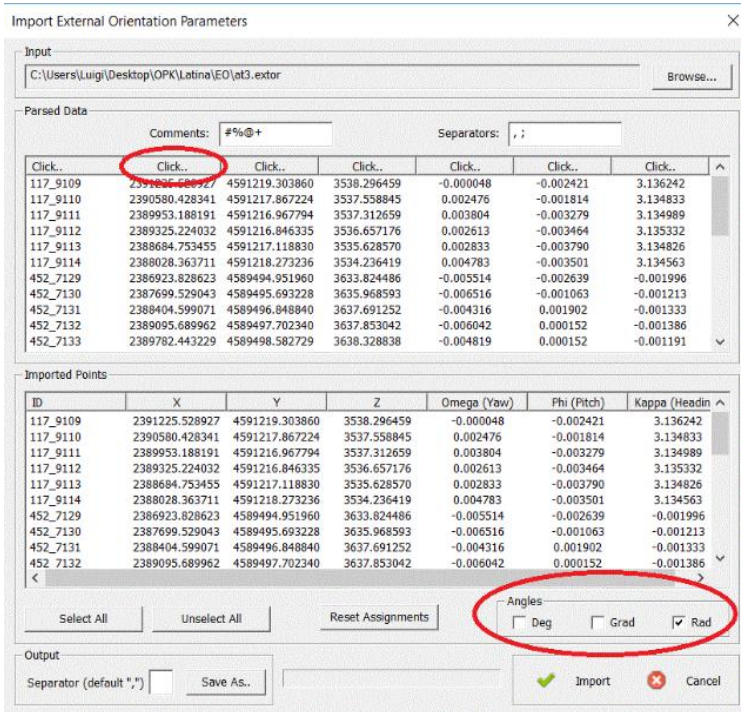 Import External Orientation Parameters
Input
C:\Users\Luigi\Desktop\OPK\Latina\EO\at3.extor Browse...
Parsed Data
Comments: #%@+ Separators: , ;
Click.. Click.. Click.. Click.. Click.. Click.. Click..
117_9109 2391225.528927 4591219.303860 3538.296459 -0.000048 -0.002421 3.136242
117_9110 2390580.428341 4591217.867224 3537.558845 0.002476 -0.001814 3.134833
117_9111 2389953.188191 4591216.967794 3537.312659 0.003804 -0.003279 3.134989
117_9112 2389325.224032 4591216.846335 3536.657176 0.002613 -0.003464 3.135332
117_9113 2388684.753455 4591217.118830 3535.628570 0.002833 -0.003790 3.134826
117_9114 2388028.363711 4591218.273236 3534.236419 0.004783 -0.003501 3.134563
452_7129 2386923.828623 4589494.951960 3633.824486 -0.005514 -0.002639 -0.001996
452_7130 2387699.529043 4589495.693228 3635.968593 -0.006516 -0.001063 -0.001213
452_7131 2388404.599071 4589496.848840 3637.691252 -0.004316 0.001902 -0.001333
452_7132 2389095.689962 4589497.702340 3637.853042 -0.006042 0.000152 -0.001386
452_7133 2389782.443229 4589498.582729 3638.328838 -0.004819 0.000152 -0.001191
Imported Points
ID X Y Z Omega (Yaw) Phi (Pitch) Kappa (Headin
117_9109 2391225.528927 4591219.303860 3538.296459 -0.000048 -0.002421 3.136242
117_9110 2390580.428341 4591217.867224 3537.558845 0.002476 -0.001814 3.134833
117_9111 2389953.188191 4591216.967794 3537.312659 0.003804 -0.003279 3.134989
117_9112 2389325.224032 4591216.846335 3536.657176 0.002613 -0.003464 3.135332
117_9113 2388684.753455 4591217.118830 3535.628570 0.002833 -0.003790 3.134826
117_9114 2388028.363711 4591218.273236 3534.236419 0.004783 -0.003501 3.134563
452_7129 2386923.828623 4589494.951960 3633.824486 -0.005514 -0.002639 -0.001996
452_7130 2387699.529043 4589495.693228 3635.968593 -0.006516 -0.001063 -0.001213
452_7131 2388404.599071 4589496.848840 3637.691252 -0.004316 0.001902 -0.001333
452_7132 2389095.689962 4589497.702340 3637.853042 -0.006042 0.000152 -0.001386
Select All Unselect All Reset Assignments
Angles
Deg Grad Rad
Output
Separator (default ",") Save As.. Import Cancel